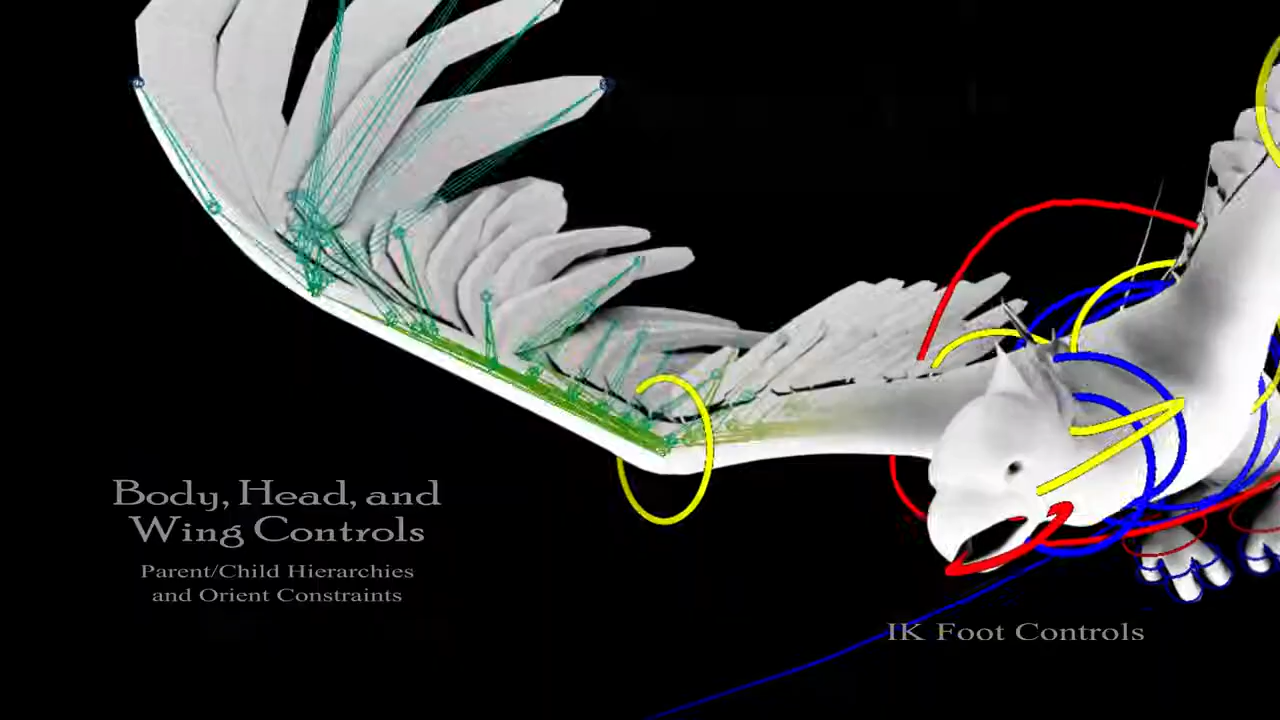 Body, Head, and
Wing Controls
Parent/Child Hierarchies
and Orient Constraints
IK Foot Controls